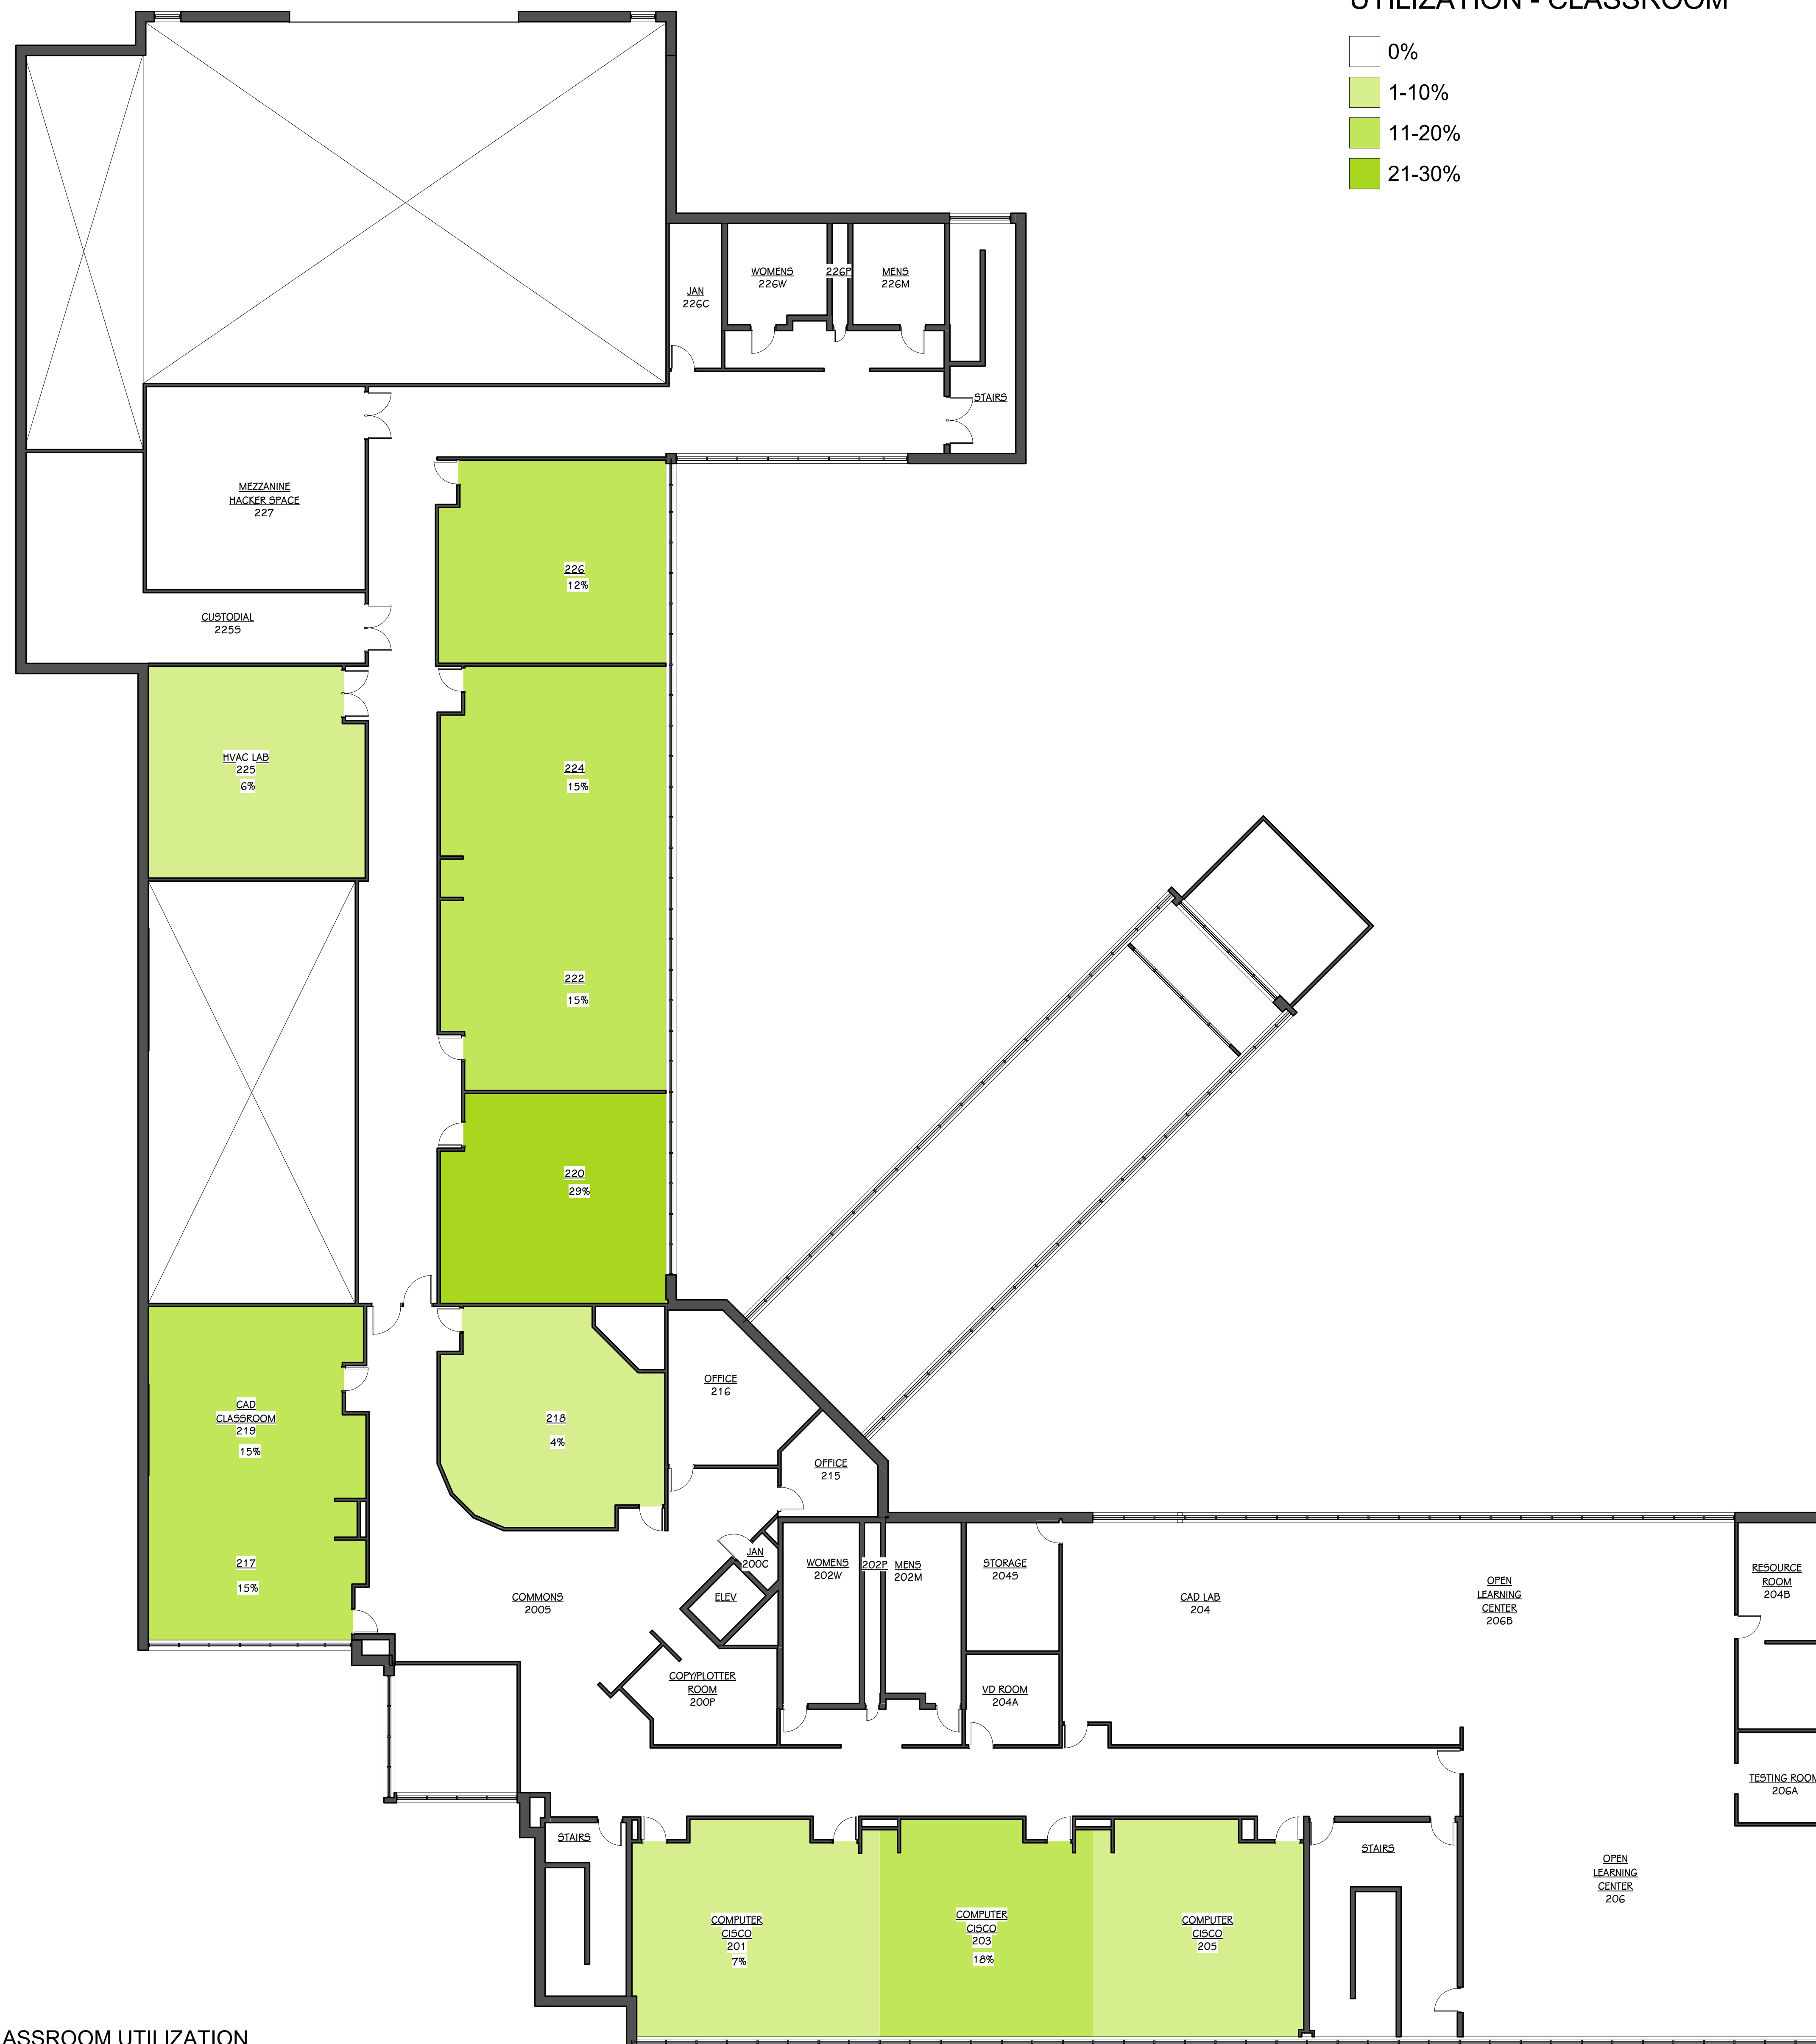 UTILIZATION - CLASSROOM
0%
1-10%
11-20%
21-30%
WOMENS
226W
226P
MENS
226M
JAN
226C
STAIRS
MEZZANINE
HACKER SPACE
227
226
12%
CUSTODIAL
225S
HVAC LAB
225
6%
224
15%
222
15%
220
29%
OFFICE
216
CAD
CLASSROOM
219
15%
218
4%
OFFICE
215
217
15%
COMMONS
200S
JAN
200C
ELEV
WOMENS
202W
202P
MENS
202M
STORAGE
204S
CAD LAB
204
OPEN
LEARNING
CENTER
206B
RESOURCE
ROOM
204B
COPY/PLOTTER
ROOM
200P
VD ROOM
204A
TESTING ROOM
206A
STAIRS
STAIRS
OPEN
LEARNING
CENTER
206
COMPUTER
CISCO
201
7%
COMPUTER
CISCO
203
18%
COMPUTER
CISCO
205
ASSROOM UTILIZATION